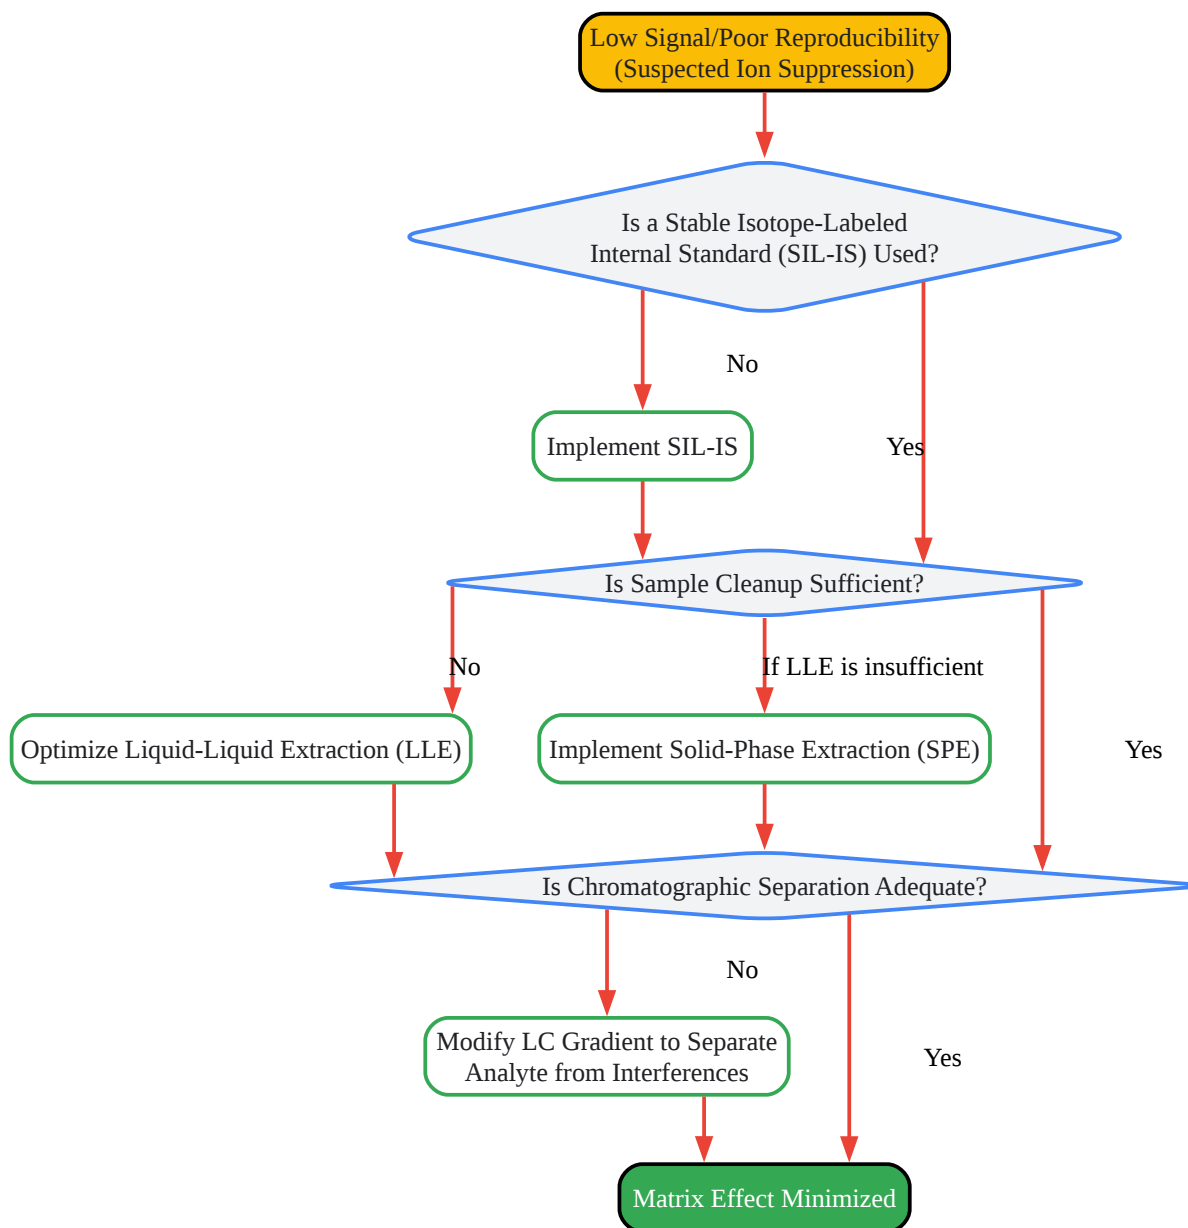 Low Signal/Poor Reproducibility
(Suspected Ion Suppression)
Is a Stable Isotope-Labeled
Internal Standard (SIL-IS) Used?
No
Implement SIL-IS
Yes
Is Sample Cleanup Sufficient?
No
If LLE is insufficient
Optimize Liquid-Liquid Extraction (LLE)
Implement Solid-Phase Extraction (SPE)
Yes
Is Chromatographic Separation Adequate?
No
Modify LC Gradient to Separate
Analyte from Interferences
Yes
Matrix Effect Minimized